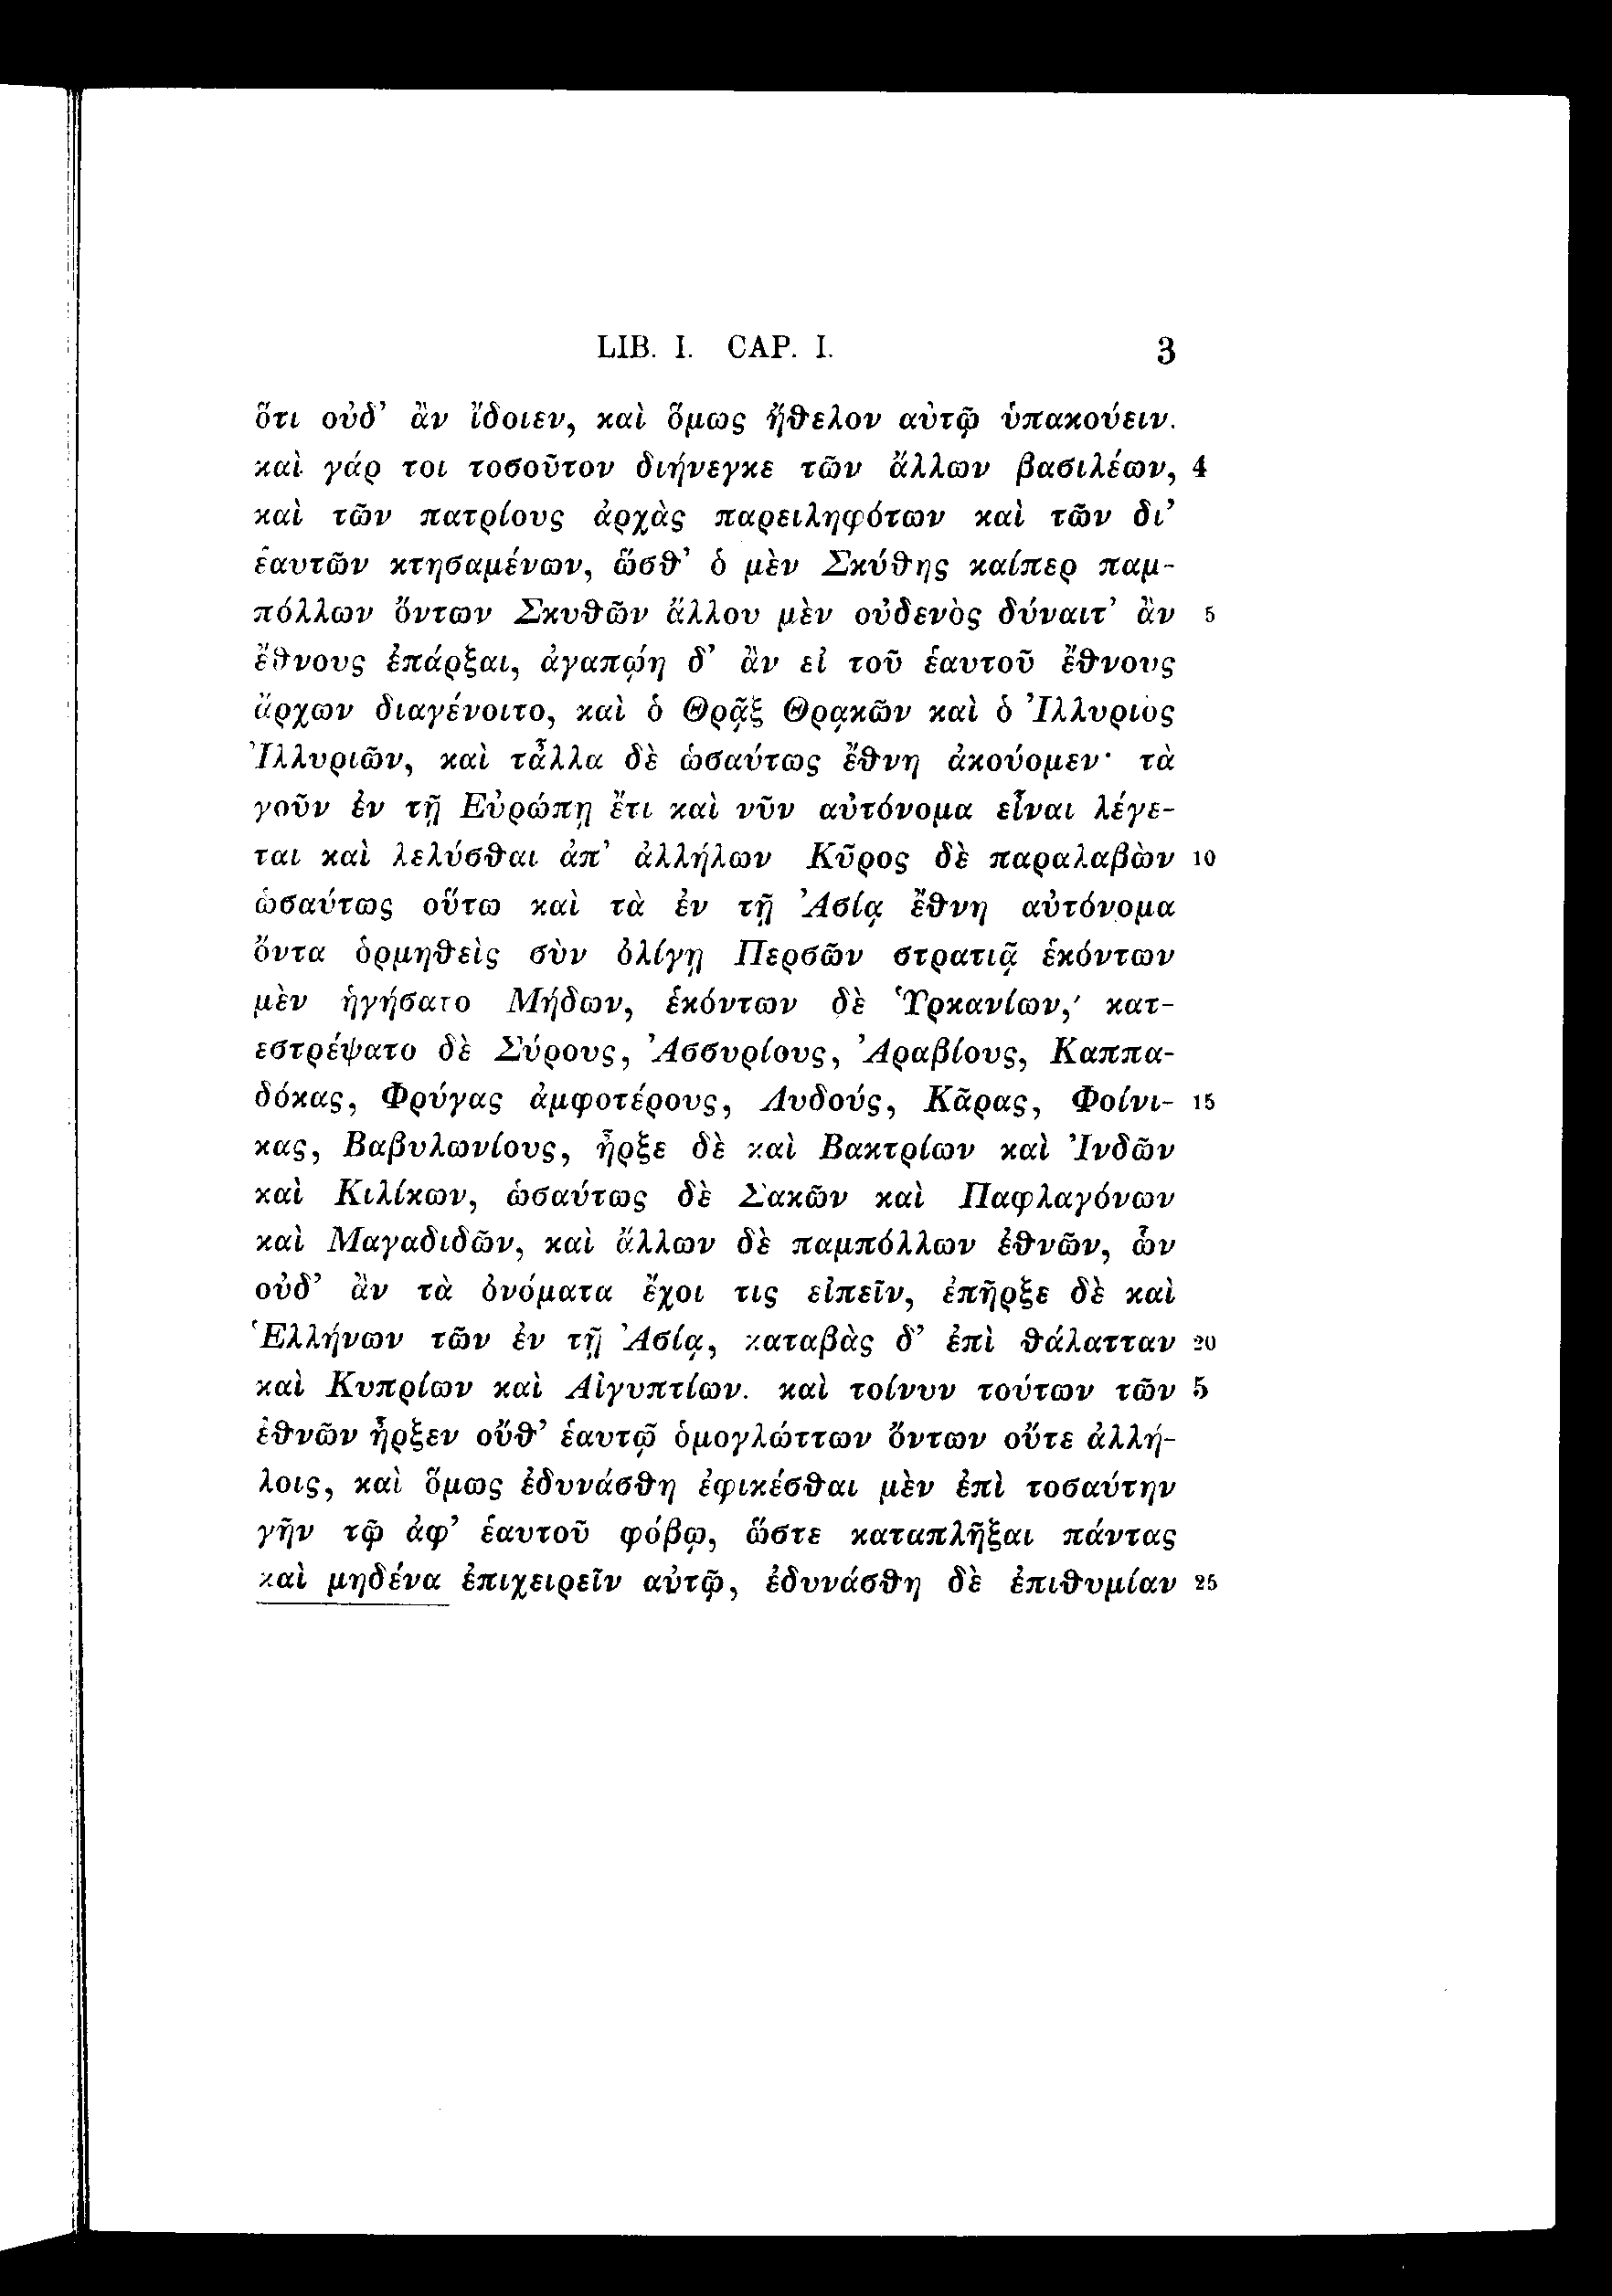 LIB. I. CAP. I. 3
ὅτι οὐδ’ ἂν ἴδοιεν, καὶ ὅμως ἤθελον αὐτῷ ὑπακούειν.
καὶ γάρ τοι τοσοῦτον διήνεγκε τῶν ἄλλων βασιλέων, 4
καὶ τῶν πατρίους ἀρχὰς παρειληφότων καὶ τῶν δι’
ἑαυτῶν κτησαμένων, ὥσθ’ ὁ μὲν Σκύθης καίπερ παμ-
πόλλων ὄντων Σκυθῶν ἄλλου μὲν οὐδενὸς δύναιτ’ ἂν 5
ἔθνους ἐπάρξαι, ἀγαπῴη δ’ ἂν εἰ τοῦ ἑαυτοῦ ἔθνους
ἄρχων διαγένοιτο, καὶ ὁ Θρᾷξ Θρᾳκῶν καὶ ὁ Ἰλλυριὸς
Ἰλλυριῶν, καὶ τἆλλα δὲ ὡσαύτως ἔθνη ἀκούομεν· τὰ
γοῦν ἐν τῇ Εὐρώπῃ ἔτι καὶ νῦν αὐτόνομα εἶναι λέγε-
ται καὶ λελύσθαι ἀπ’ ἀλλήλων Κῦρος δὲ παραλαβὼν 10
ὡσαύτως οὕτω καὶ τὰ ἐν τῇ Ἀσίᾳ ἔθνη αὐτόνομα
ὄντα ὁρμηθεὶς σὺν ὀλίγῃ Περσῶν στρατιᾷ ἑκόντων
μὲν ἡγήσατο Μήδων, ἑκόντων δὲ Ὑρκανίων, κατ-
εστρέψατο δὲ Σύρους, Ἀσσυρίους, Ἀραβίους, Καππα-
δόκας, Φρύγας ἀμφοτέρους, Λυδούς, Κᾶρας, Φοίνι- 15
κας, Βαβυλωνίους, ἦρξε δὲ καὶ Βακτρίων καὶ Ἰνδῶν
καὶ Κιλίκων, ὡσαύτως δὲ Σακῶν καὶ Παφλαγόνων
καὶ Μαγαδιδῶν, καὶ ἄλλων δὲ παμπόλλων ἐθνῶν, ὧν
οὐδ’ ἂν τὰ ὀνόματα ἔχοι τις εἰπεῖν, ἐπῆρξε δὲ καὶ
Ἑλλήνων τῶν ἐν τῇ Ἀσίᾳ, καταβὰς δ’ ἐπὶ θάλατταν 20
καὶ Κυπρίων καὶ Αἰγυπτίων. καὶ τοίνυν τούτων τῶν 5
ἐθνῶν ἦρξεν οὔθ’ ἑαυτῷ ὁμογλώττων ὄντων οὔτε ἀλλή-
λοις, καὶ ὅμως ἐδυνάσθη ἐφικέσθαι μὲν ἐπὶ τοσαύτην
γῆν τῷ ἀφ’ ἑαυτοῦ φόβῳ, ὥστε καταπλῆξαι πάντας
καὶ μηδένα ἐπιχειρεῖν αὐτῷ, ἐδυνάσθη δὲ ἐπιθυμίαν 25